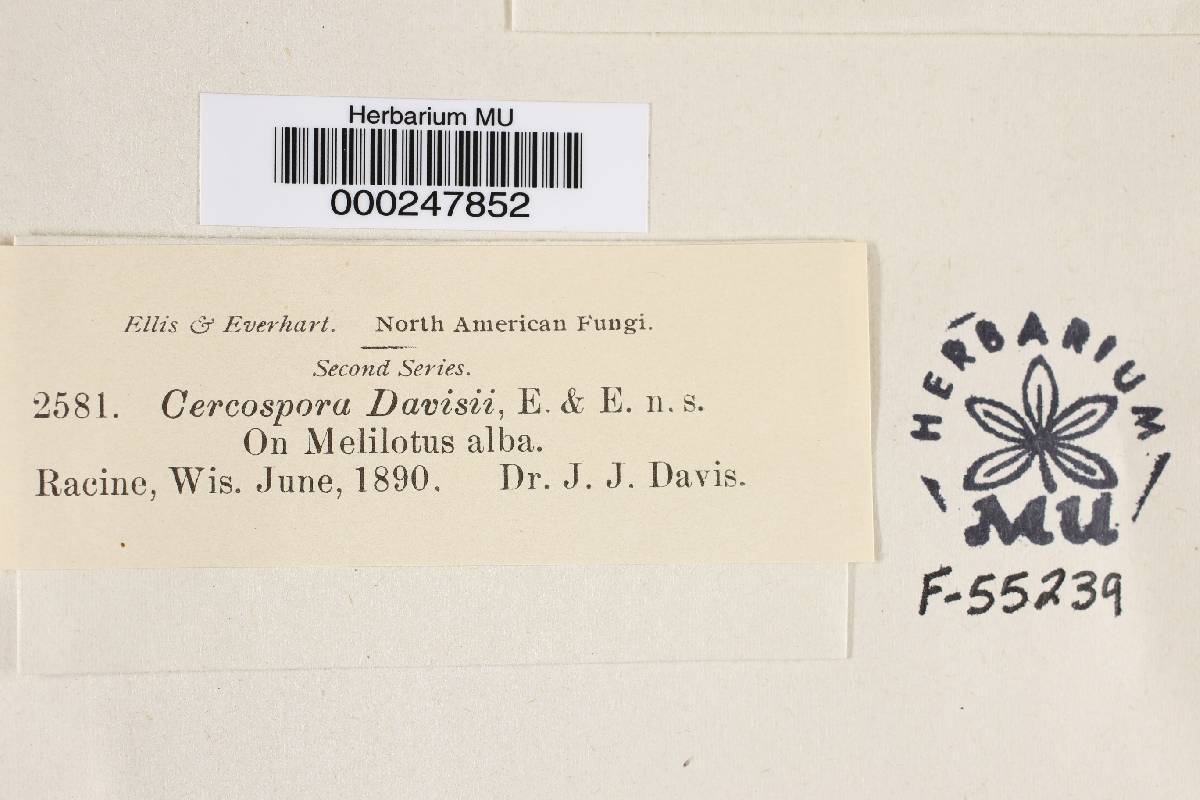 Herbarium MU
000247852
Ellis & Everhart. North American Fungi.
Second Series.
2581. Cercospora Davisii, E. & E. n. s.
On Melilotus alba.
Racine, Wis. June, 1890. Dr. J. J. Davis.
HERBARIUM
MU
F-55239